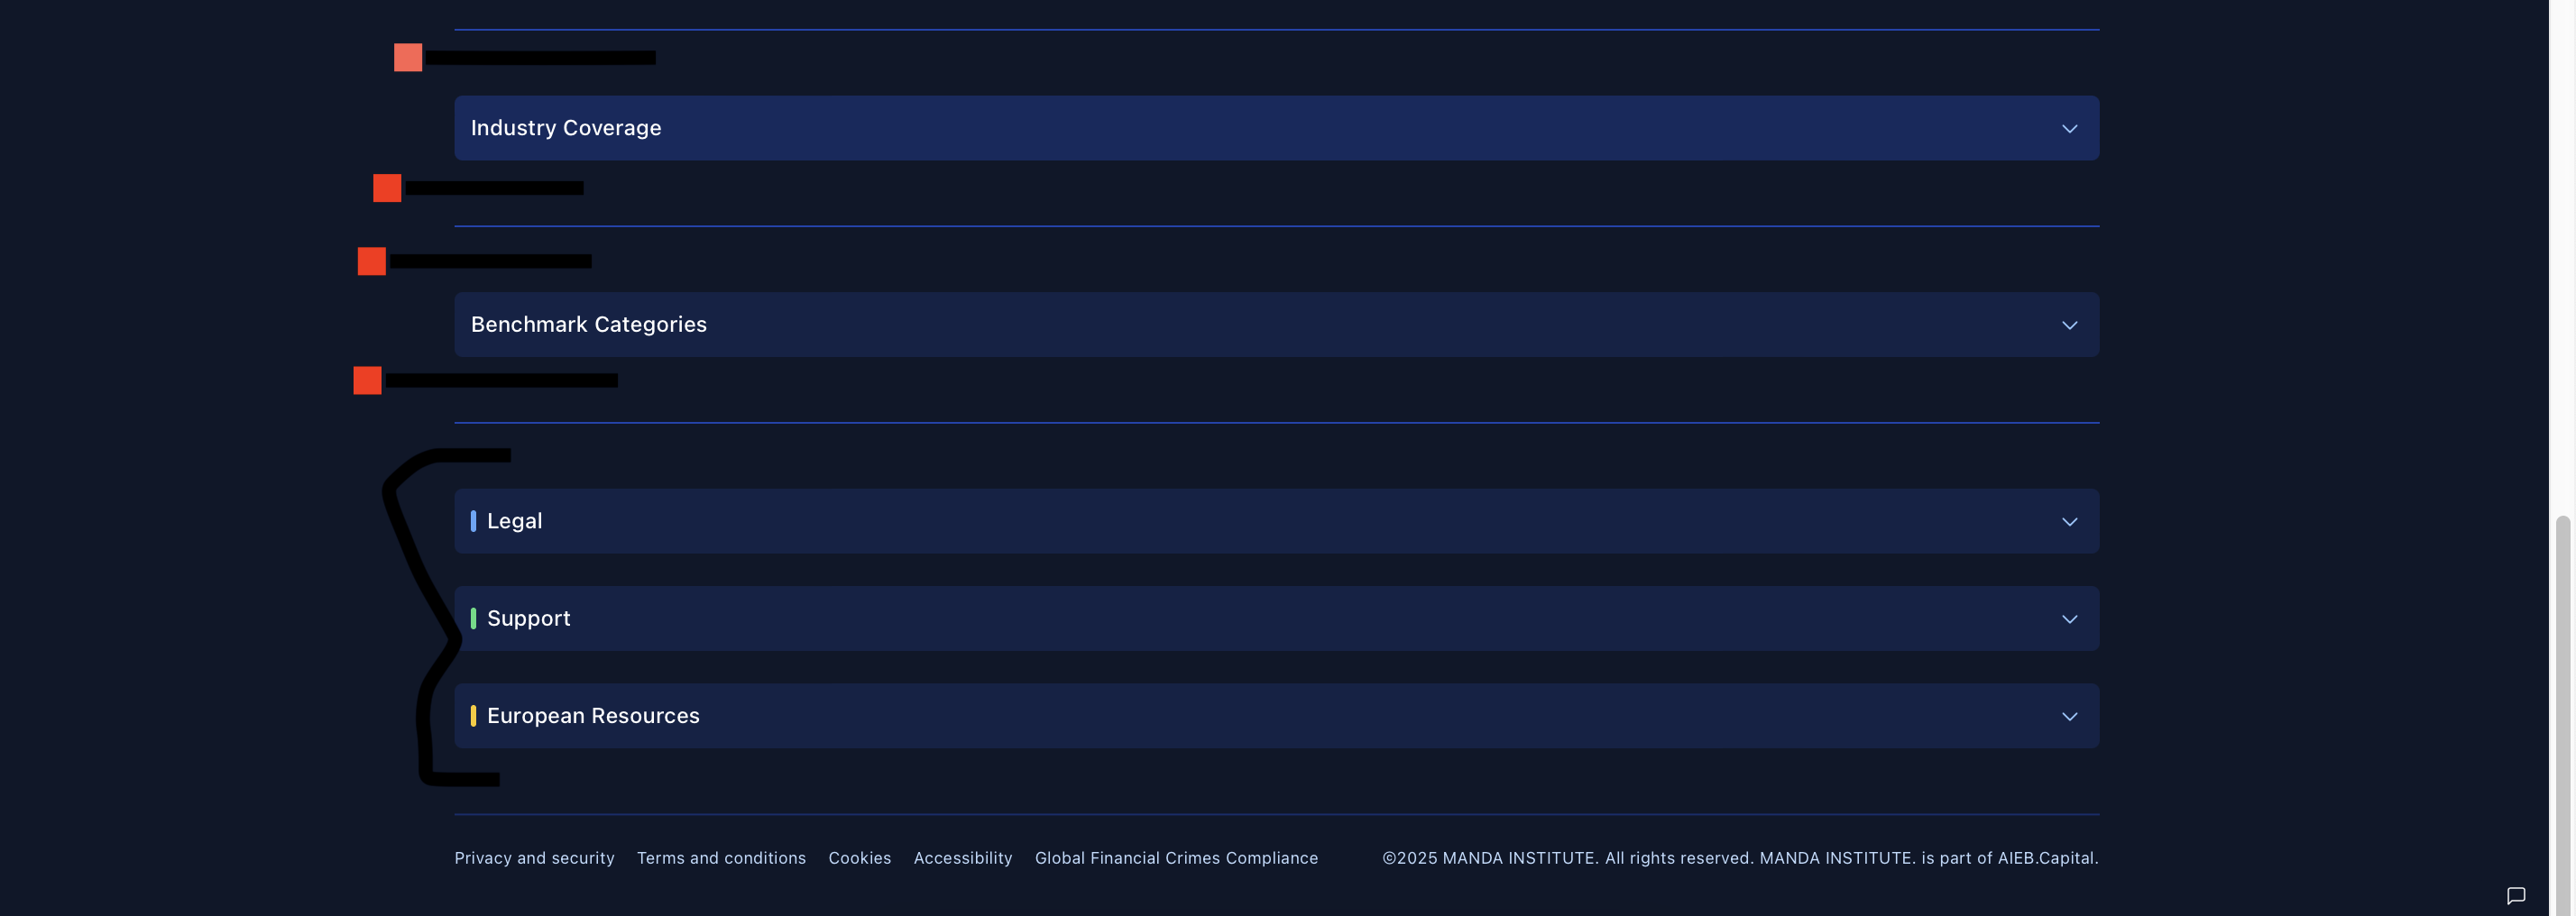 Industry Coverage
Benchmark Categories
Legal
Support
European Resources
Privacy and security Terms and conditions Cookies Accessibility Global Financial Crimes Compliance ©2025 MANDA INSTITUTE. All rights reserved. MANDA INSTITUTE. is part of AIEB.Capital.